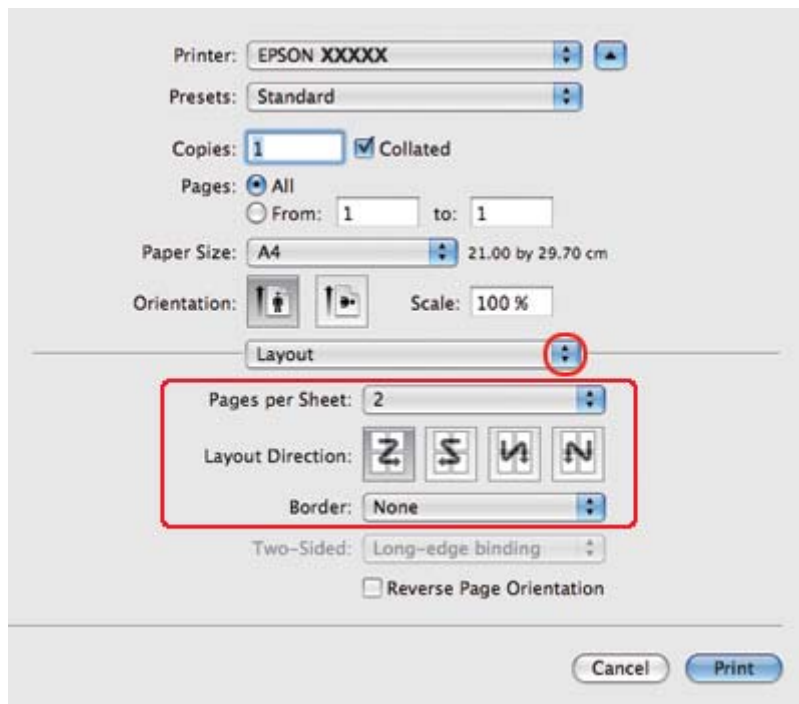 Printer: EPSON XXXXX
Presets: Standard
Copies: 1 Collated
Pages: All
From: 1 to: 1
Paper Size: A4 21.00 by 29.70 cm
Orientation: Scale: 100 %
Layout
Pages per Sheet: 2
Layout Direction:
Border: None
Two-Sided: Long-edge binding
Reverse Page Orientation
Cancel Print